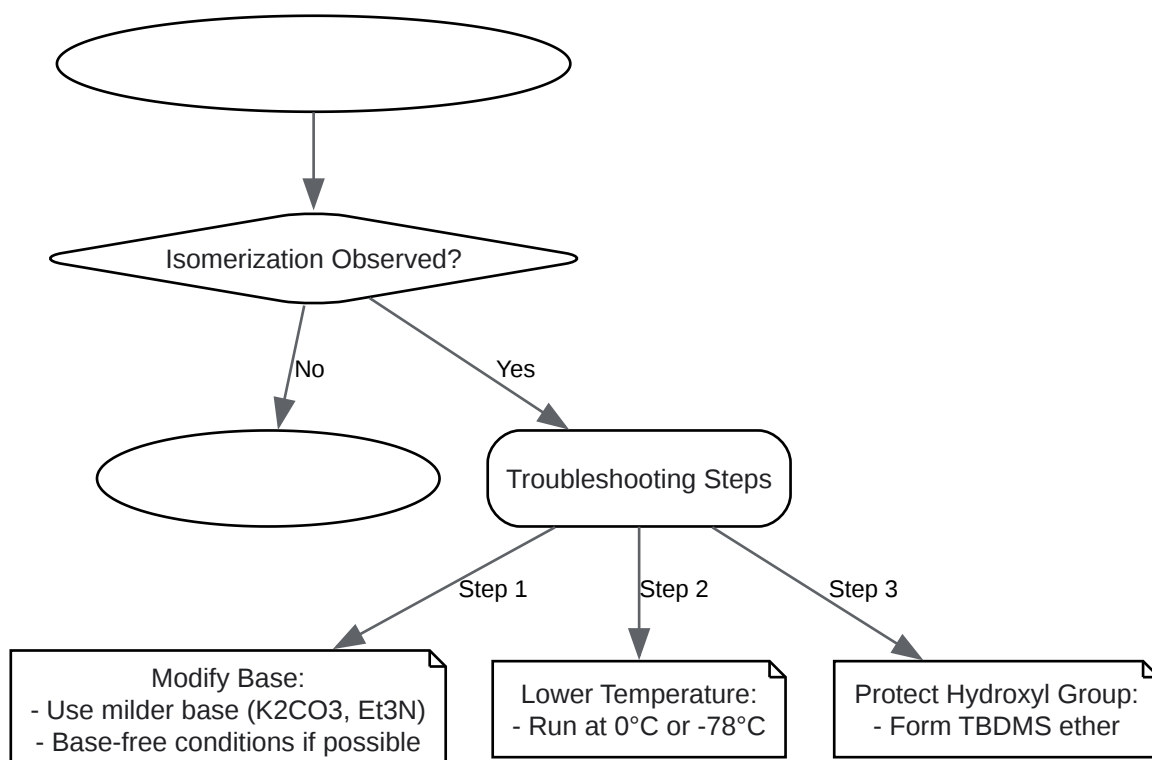 Isomerization Observed?
No
Yes
Troubleshooting Steps
Step 1
Step 2
Step 3
Modify Base:
- Use milder base (K2CO3, Et3N)
- Base-free conditions if possible
Lower Temperature:
- Run at 0°C or -78°C
Protect Hydroxyl Group:
- Form TBDMS ether